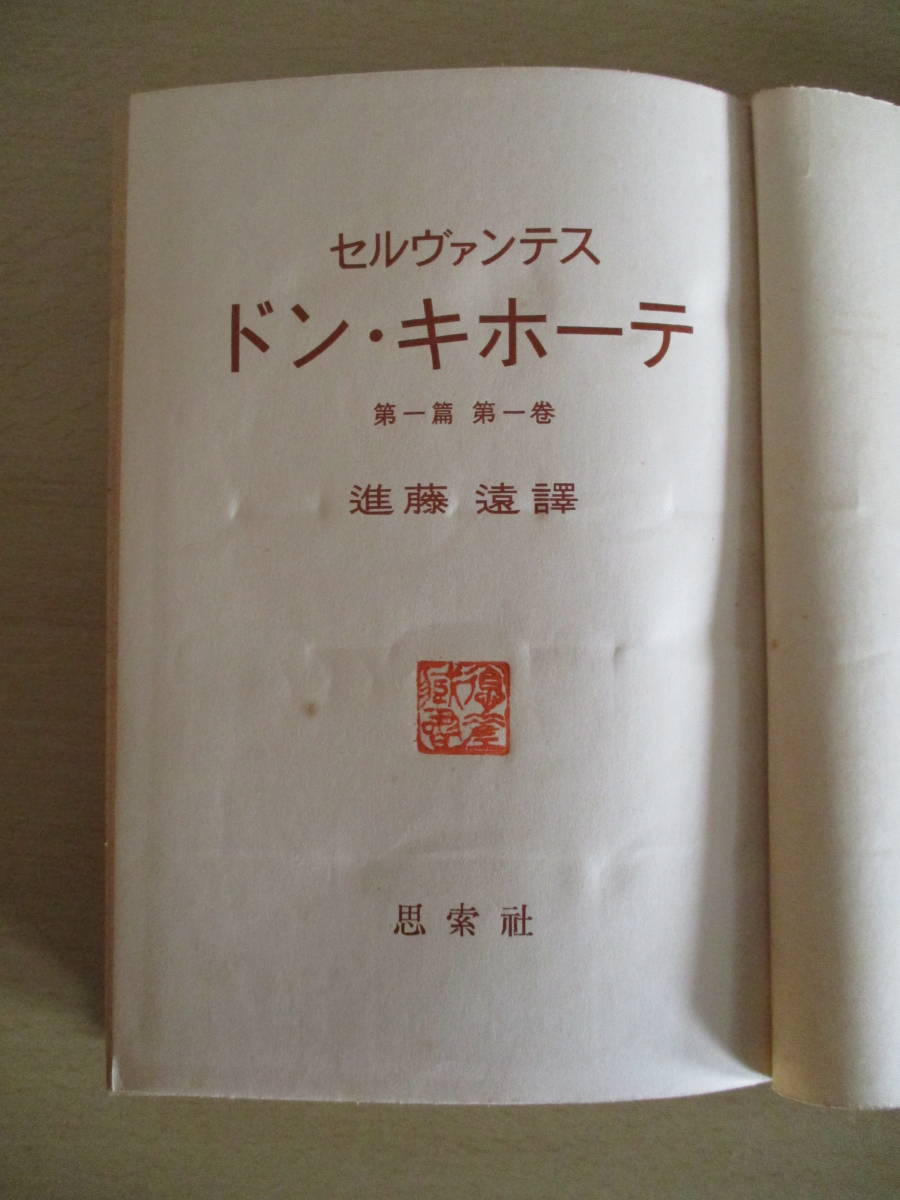 セルヴァンテス
ドン・キホーテ
第一篇 第一巻
進藤 遠譯
思索社